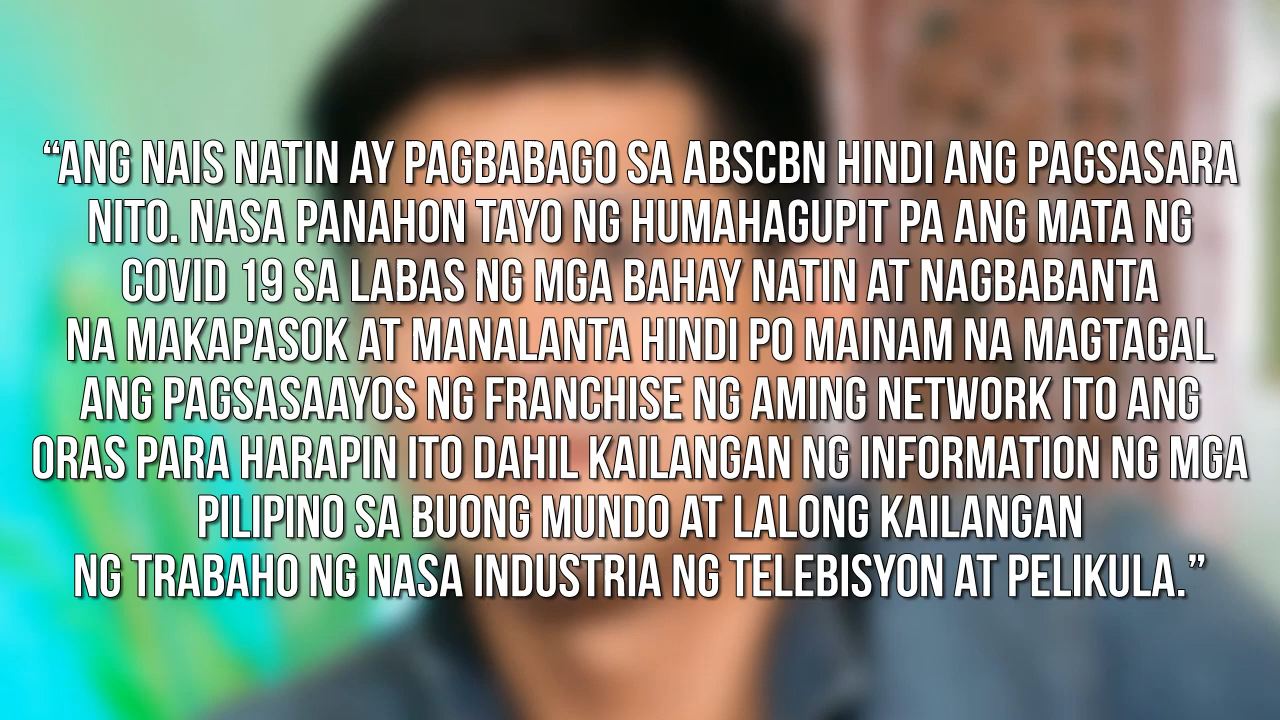 “ANG NAIS NATIN AY PAGBABAGO SA ABSCBN HINDI ANG PAGSASARA
NITO. NASA PANAHON TAYO NG HUMAHAGUPIT PA ANG MATA NG
COVID 19 SA LABAS NG MGA BAHAY NATIN AT NAGBABANTA
NA MAKAPASOK AT MANALANTA HINDI PO MAINAM NA MAGTAGAL
ANG PAGSASAAYOS NG FRANCHISE NG AMING NETWORK ITO ANG
ORAS PARA HARAPIN ITO DAHIL KAILANGAN NG INFORMATION NG MGA
PILIPINO SA BUONG MUNDO AT LALONG KAILANGAN
NG TRABAHO NG NASA INDUSTRIA NG TELEBISYON AT PELIKULA.”